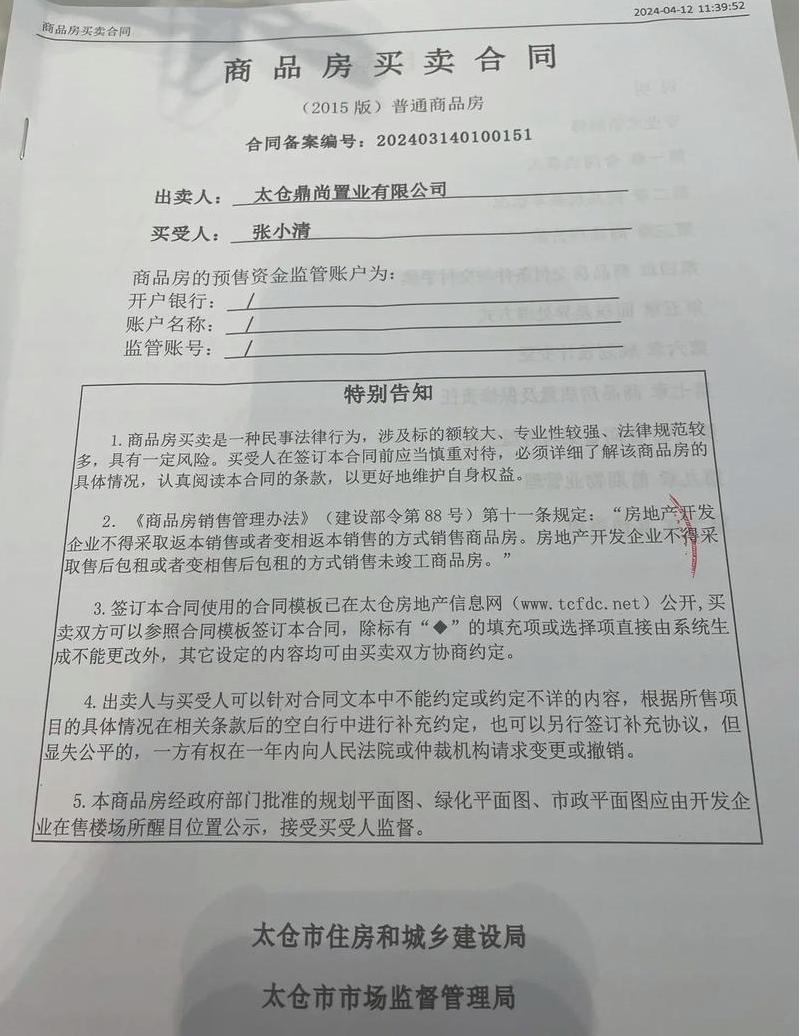 商品房买卖合同
2024-04-12 11:39:52
商品房买卖合同
（2015 版）普通商品房
合同备案编号：202403140100151
出卖人： 太仓鼎尚置业有限公司
买受人： 张小清
商品房的预售资金监管账户为：
开户银行： /
账户名称： /
监管账号： /
特别告知
1.商品房买卖是一种民事法律行为，涉及标的额较大、专业性较强、法律规范较
多，具有一定风险。买受人在签订本合同前应当慎重对待，必须详细了解该商品房的
具体情况，认真阅读本合同的条款，以更好地维护自身权益。
2. 《商品房销售管理办法》（建设部令第 88 号）第十一条规定：“房地产开发
企业不得采取返本销售或者变相返本销售的方式销售商品房。房地产开发企业不得采
取售后包租或者变相售后包租的方式销售未竣工商品房。”
3.签订本合同使用的合同模板已在太仓房地产信息网（www.tcfdc.net）公开,买
卖双方可以参照合同模板签订本合同，除标有“◆”的填充项或选择项直接由系统生
成不能更改外，其它设定的内容均可由买卖双方协商约定。
4.出卖人与买受人可以针对合同文本中不能约定或约定不详的内容，根据所售项
目的具体情况在相关条款后的空白行中进行补充约定，也可以另行签订补充协议，但
显失公平的，一方有权在一年内向人民法院或仲裁机构请求变更或撤销。
5.本商品房经政府部门批准的规划平面图、绿化平面图、市政平面图应由开发企
业在售楼场所醒目位置公示，接受买受人监督。
太仓市住房和城乡建设局
太仓市市场监督管理局